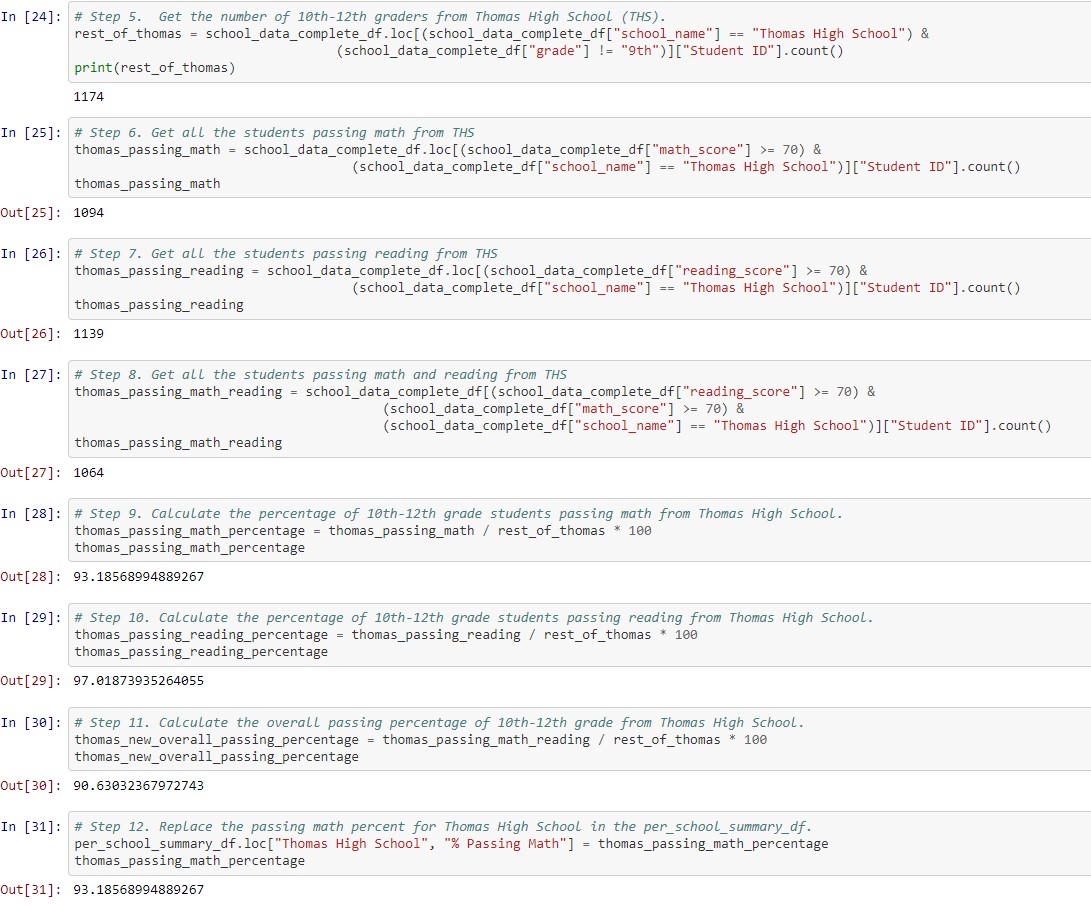 In [24]: # Step 5.  Get the number of 10th-12th graders from Thomas High School (THS).
rest_of_thomas = school_data_complete_df.loc[(school_data_complete_df["school_name"] == "Thomas High School") &
(school_data_complete_df["grade"] != "9th")]["Student ID"].count()
print(rest_of_thomas)
1174
In [25]: # Step 6. Get all the students passing math from THS
thomas_passing_math = school_data_complete_df.loc[(school_data_complete_df["math_score"] >= 70) &
(school_data_complete_df["school_name"] == "Thomas High School")]["Student ID"].count()
thomas_passing_math
Out[25]: 1094
In [26]: # Step 7. Get all the students passing reading from THS
thomas_passing_reading = school_data_complete_df.loc[(school_data_complete_df["reading_score"] >= 70) &
(school_data_complete_df["school_name"] == "Thomas High School")]["Student ID"].count()
thomas_passing_reading
Out[26]: 1139
In [27]: # Step 8. Get all the students passing math and reading from THS
thomas_passing_math_reading = school_data_complete_df[(school_data_complete_df["reading_score"] >= 70) &
(school_data_complete_df["math_score"] >= 70) &
(school_data_complete_df["school_name"] == "Thomas High School")]["Student ID"].count()
thomas_passing_math_reading
Out[27]: 1064
In [28]: # Step 9. Calculate the percentage of 10th-12th grade students passing math from Thomas High School.
thomas_passing_math_percentage = thomas_passing_math / rest_of_thomas * 100
thomas_passing_math_percentage
Out[28]: 93.18568994889267
In [29]: # Step 10. Calculate the percentage of 10th-12th grade students passing reading from Thomas High School.
thomas_passing_reading_percentage = thomas_passing_reading / rest_of_thomas * 100
thomas_passing_reading_percentage
Out[29]: 97.01873935264055
In [30]: # Step 11. Calculate the overall passing percentage of 10th-12th grade from Thomas High School.
thomas_new_overall_passing_percentage = thomas_passing_math_reading / rest_of_thomas * 100
thomas_new_overall_passing_percentage
Out[30]: 90.63032367972743
In [31]: # Step 12. Replace the passing math percent for Thomas High School in the per_school_summary_df.
per_school_summary_df.loc["Thomas High School", "% Passing Math"] = thomas_passing_math_percentage
thomas_passing_math_percentage
Out[31]: 93.18568994889267